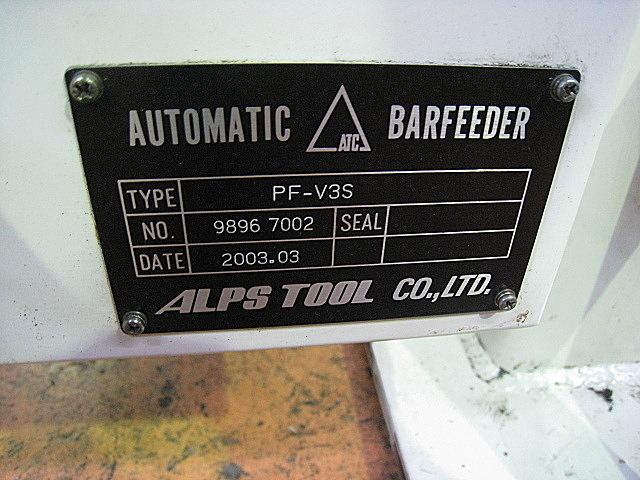 AUTOMATIC ATC BARFEEDER
TYPE PF-V3S
NO. 9896 7002 SEAL
DATE 2003.03
ALPS TOOL CO.,LTD.